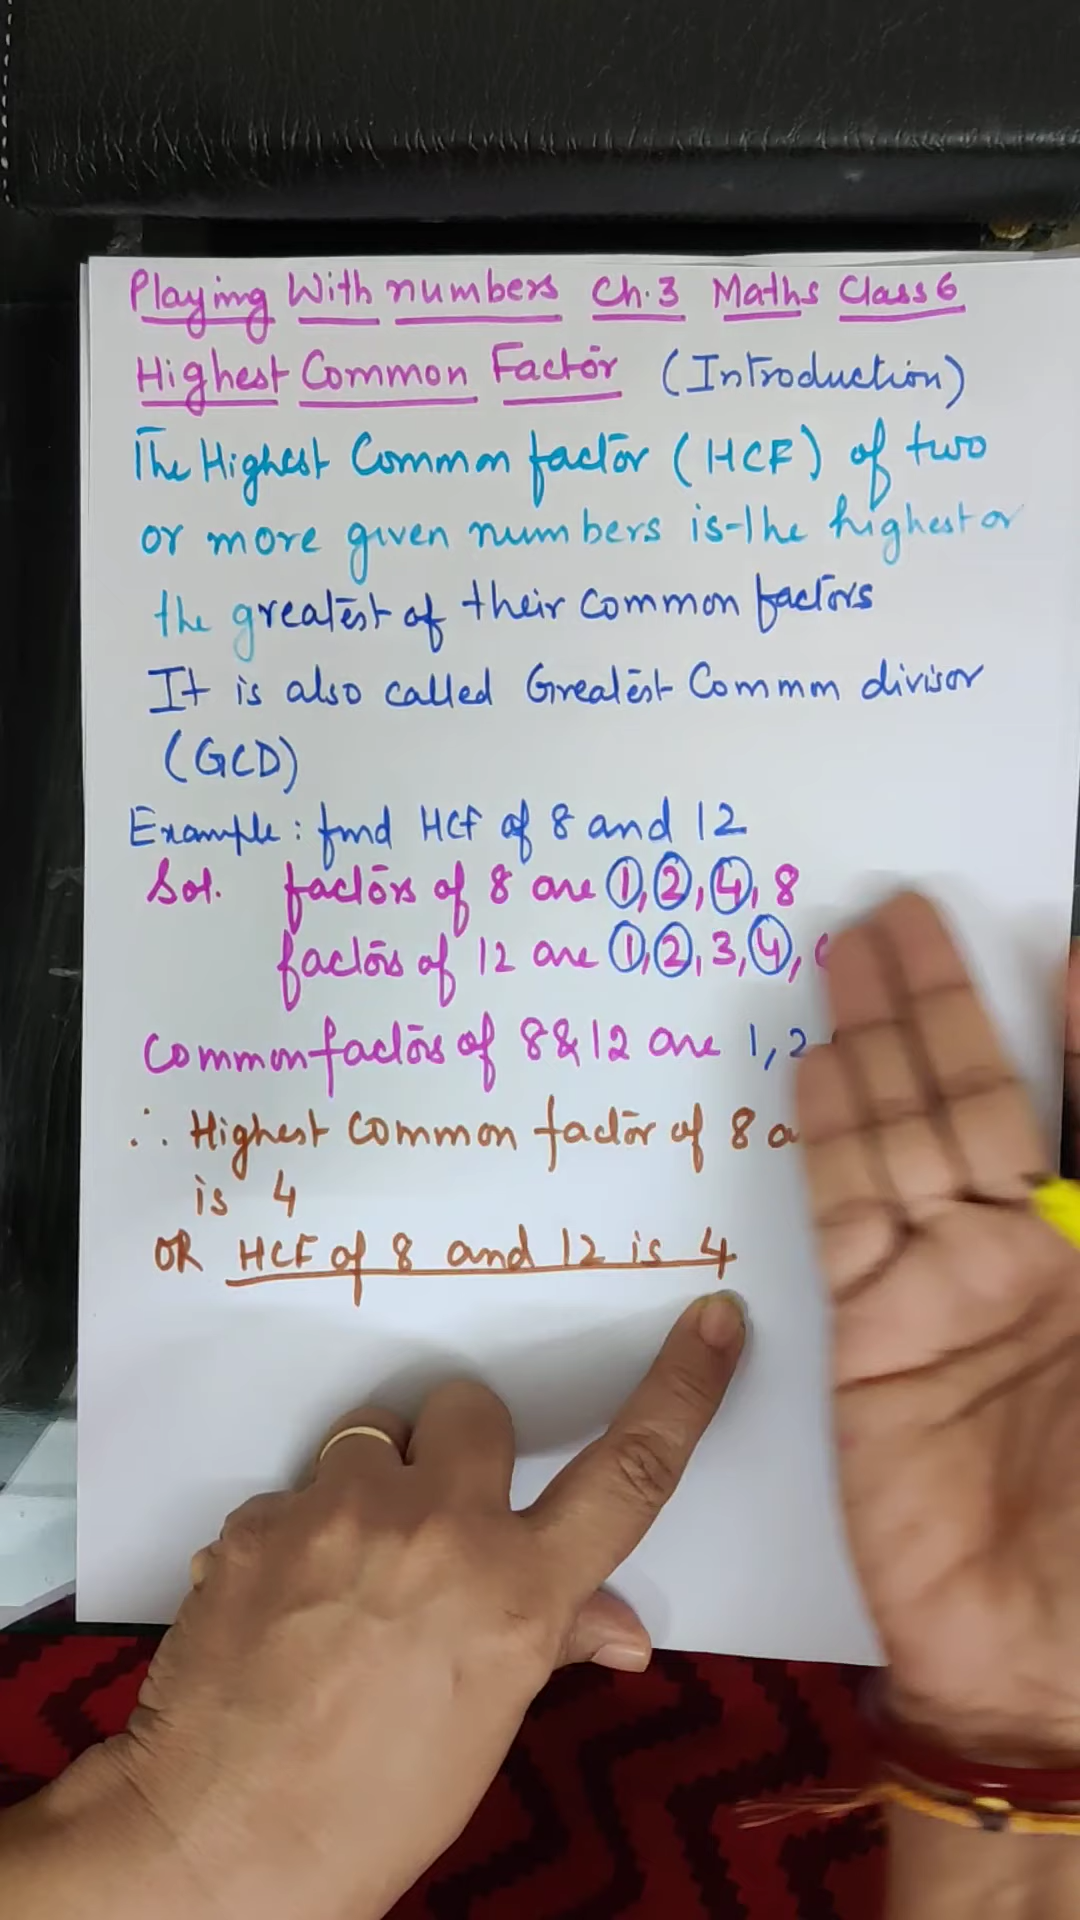 Playing With numbers Ch.3 Maths Class 6
Highest Common Factor (Introduction)
The Highest Common factor (HCF) of two
or more given numbers is the highest or
the greatest of their common factors
It is also called Greatest Common divisor
(GCD)
Example: find HCF of 8 and 12
Sol. factors of 8 are 1, 2, 4, 8
factors of 12 are 1, 2, 3, 4,
Common factors of 8 & 12 are 1, 2
∴ Highest Common factor of 8
is 4
OR HCF of 8 and 12 is 4